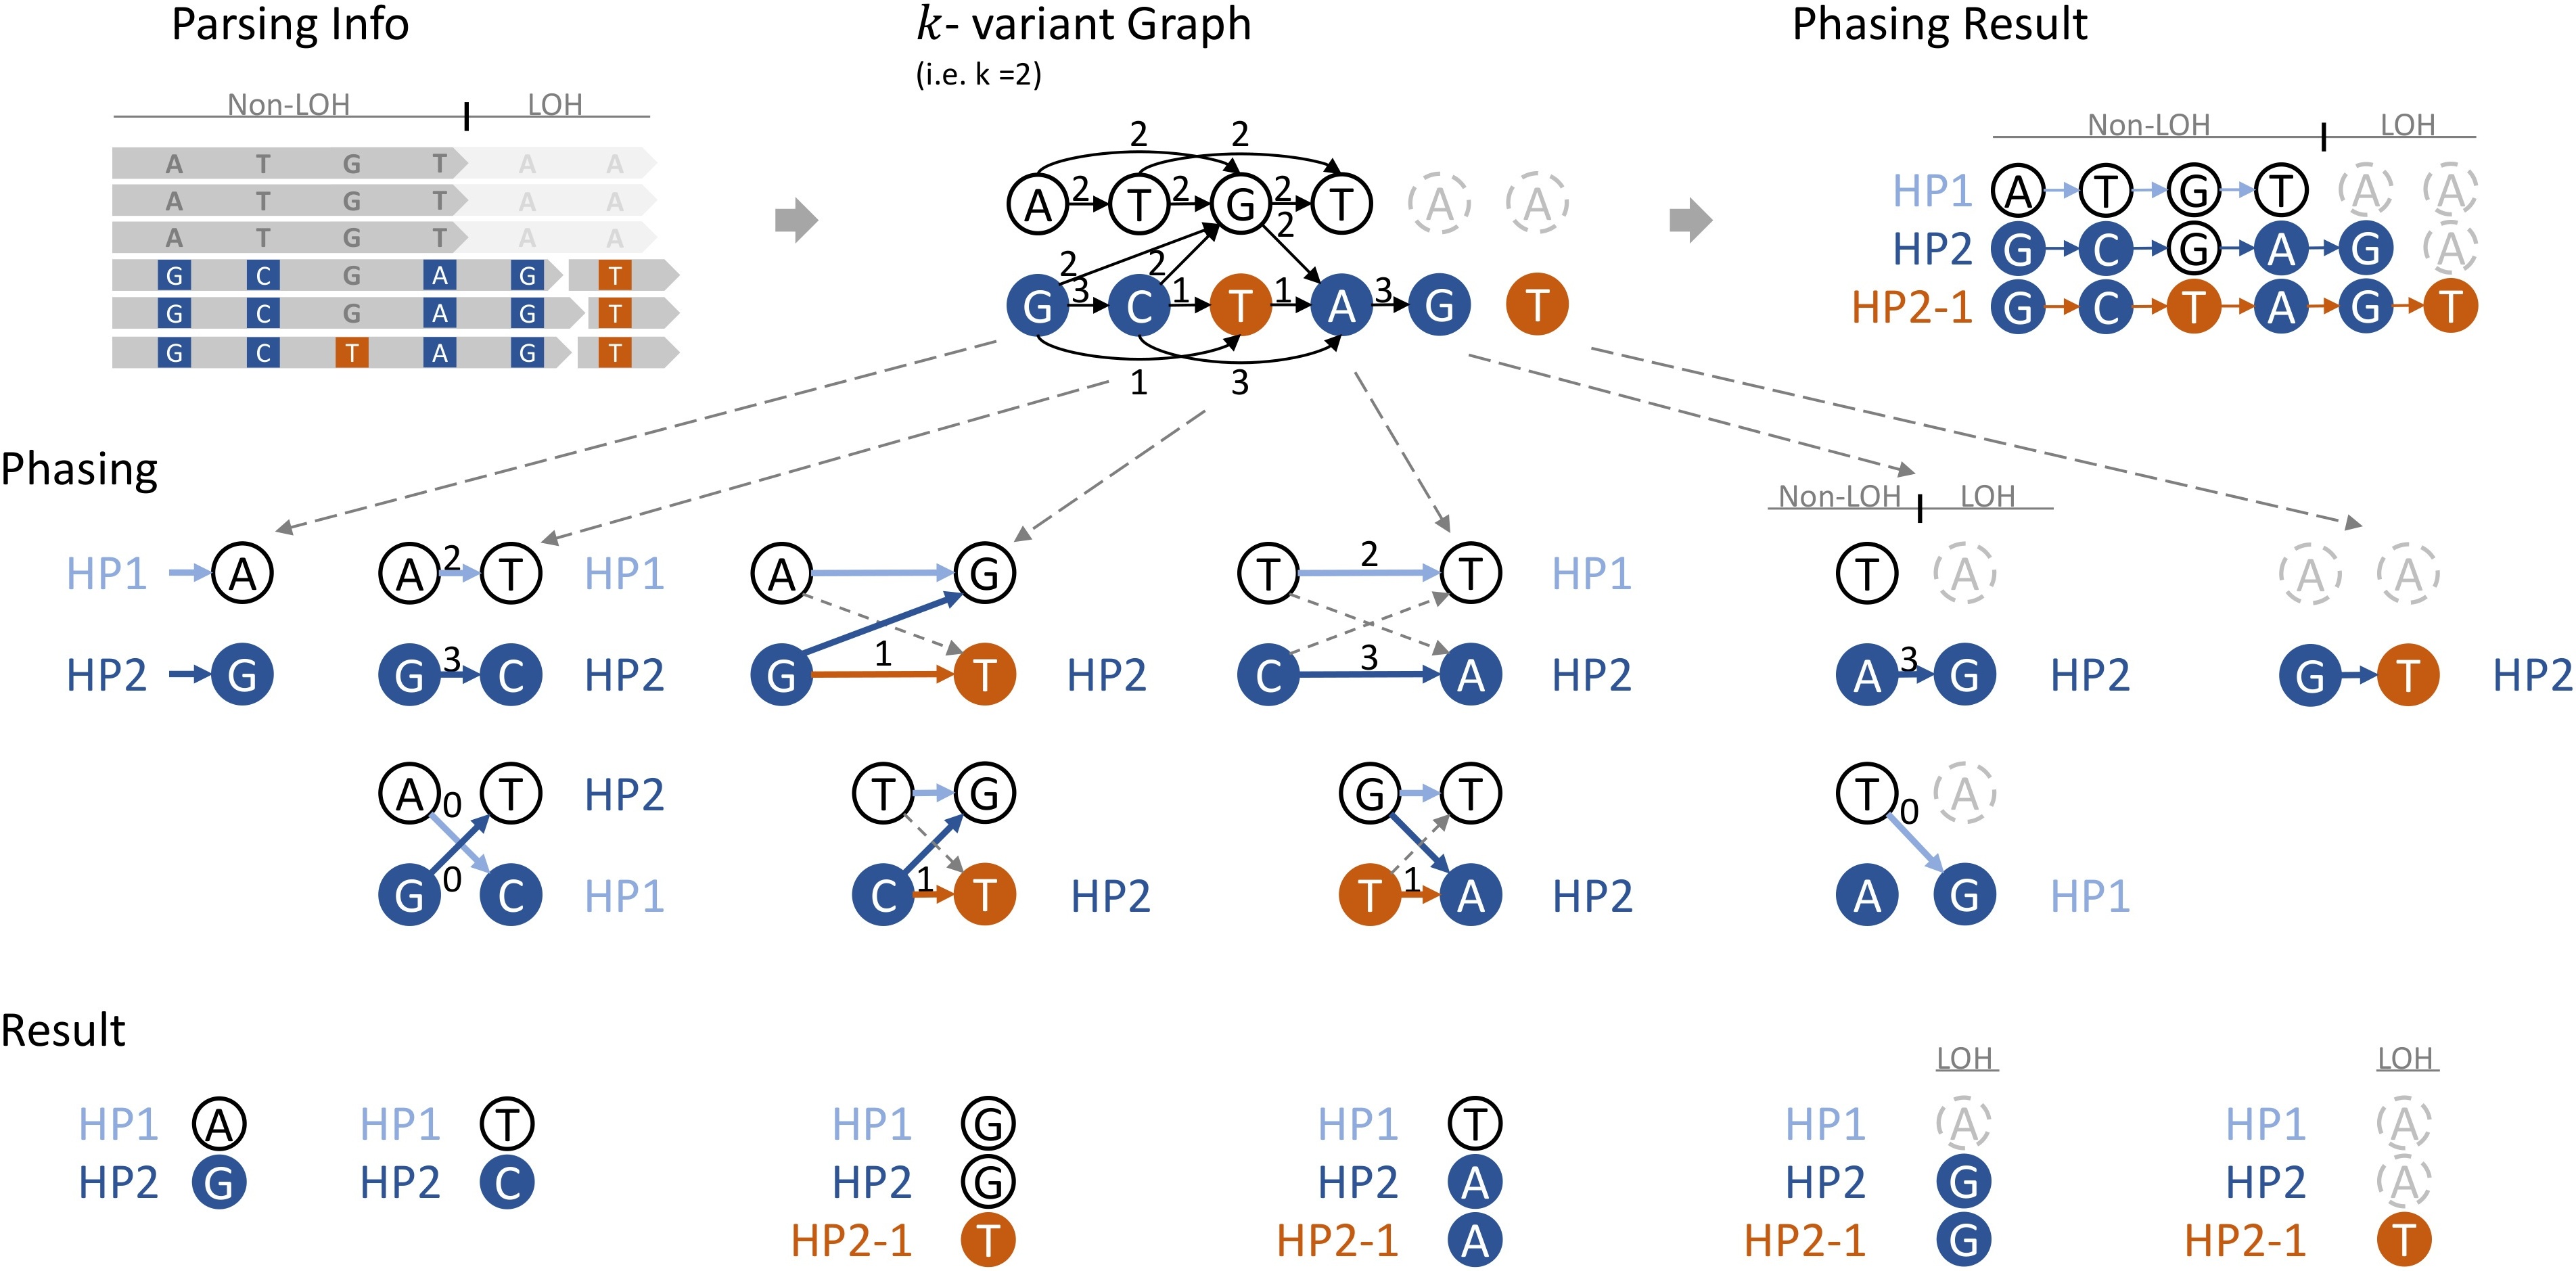 Parsing Info
k- variant Graph
(i.e. k =2)
Phasing Result
Non-LOH LOH
A T G T A A
A T G T A A
A T G T A A
G C G A G T
G C G A G T
G C T A G T
2 2
A 2 T 2 G 2 T A A
2 2 2
G 3 C 1 T 1 A 3 G T
1 3
Non-LOH LOH
HP1 A T G T A A
HP2 G C G A G A
HP2-1 G C T A G T
Phasing
Non-LOH LOH
HP1 A A 2 T HP1 A G T 2 T HP1 T A A A
HP2 G G 3 C HP2 G 1 T HP2 C 3 A HP2 A 3 G HP2 G T HP2
A 0 T HP2 T G G T T 0 A
G 0 C HP1 C 1 T HP2 T 1 A HP2 A G HP1
Result
LOH LOH
HP1 A HP1 T HP1 G HP1 T HP1 A HP1 A
HP2 G HP2 C HP2 G HP2 A HP2 G HP2 A
HP2-1 T HP2-1 A HP2-1 G HP2-1 T